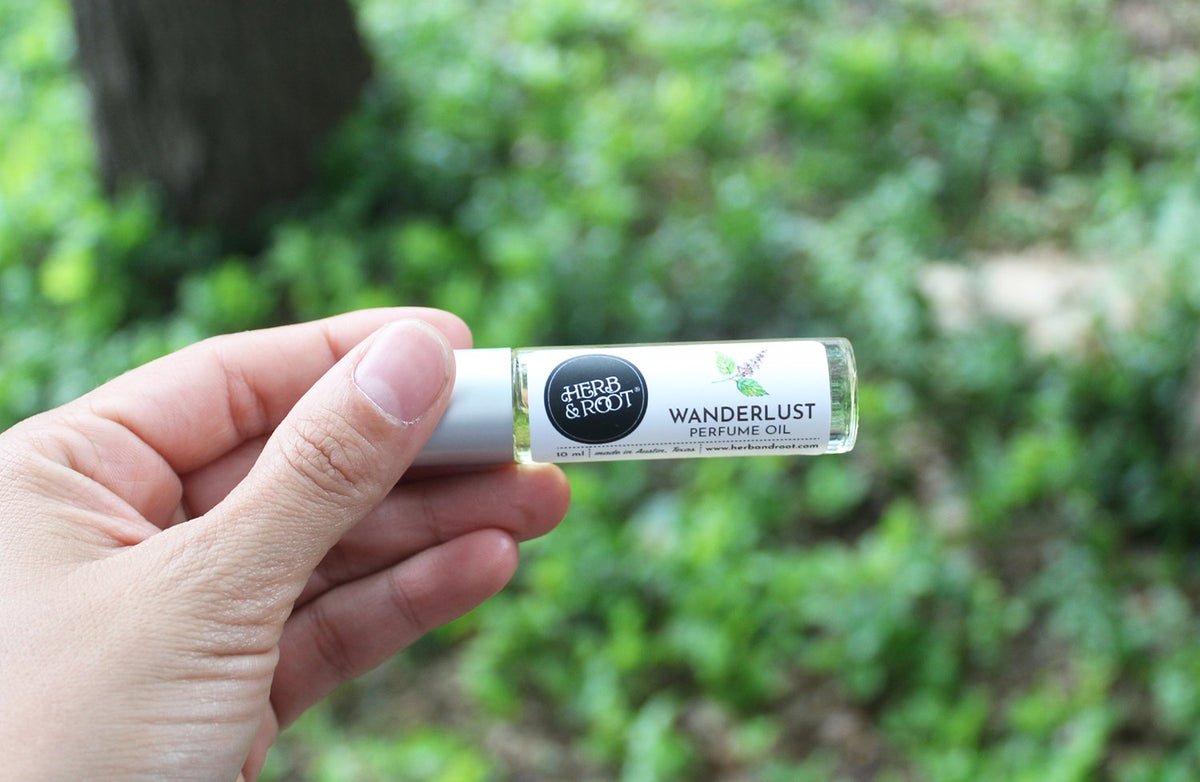 HERB
& ROOT®
WANDERLUST
PERFUME OIL
10 ml | made in Austin, Texas | www.herbandroot.com